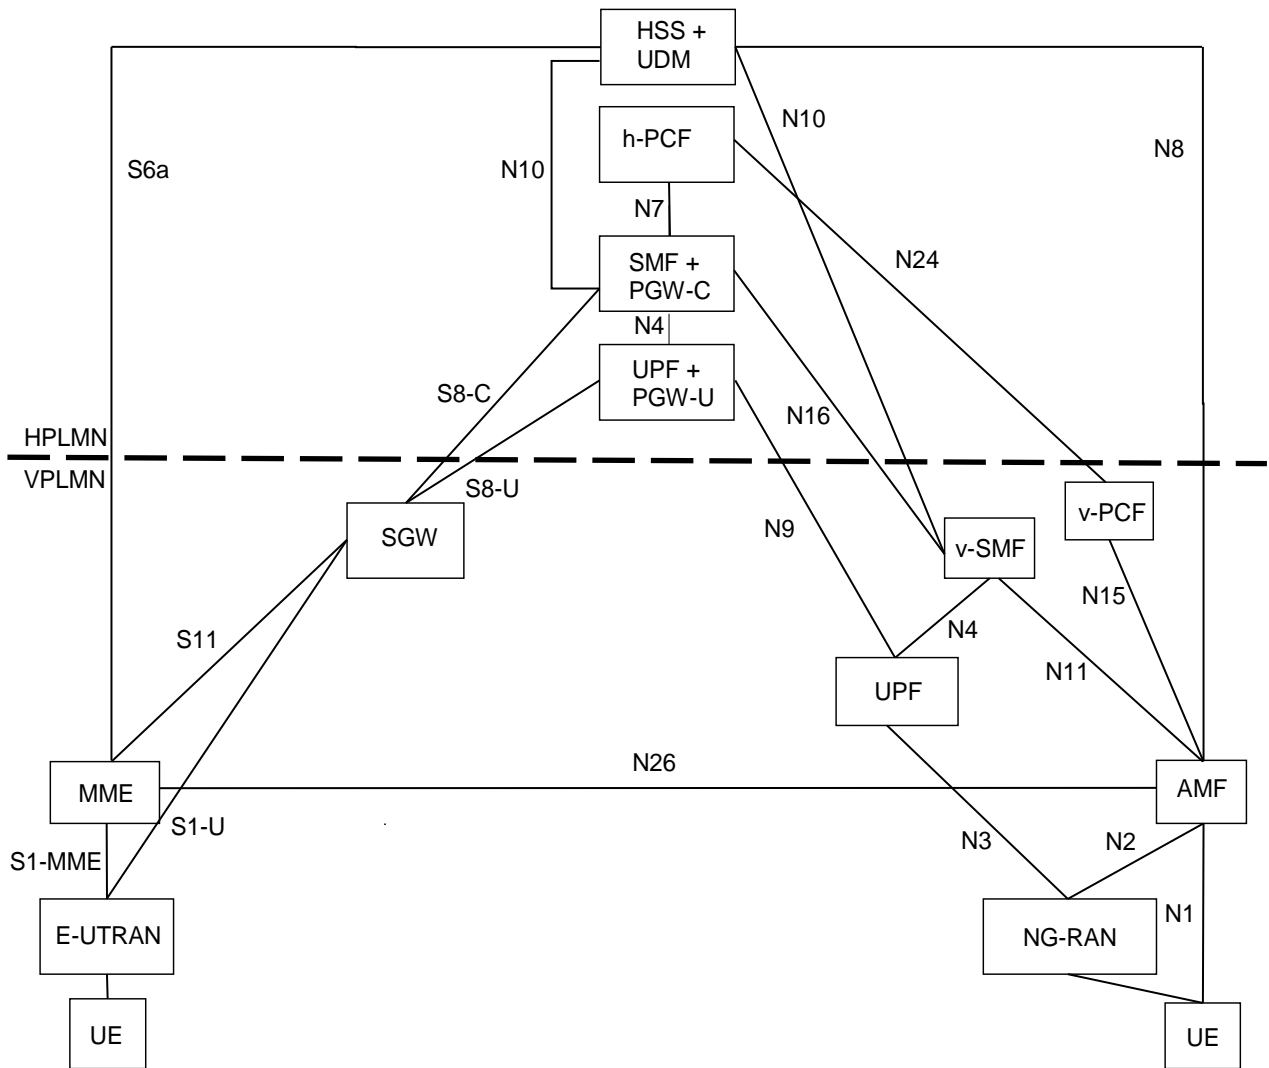 HSS +
UDM
N10
h-PCF
N8
S6a
N10
N7
N24
SMF +
PGW-C
N4
UPF +
PGW-U
S8-C
N16
HPLMN
VPLMN
S8-U
v-PCF
SGW
N9
v-SMF
N15
S11
N4
N11
UPF
N26
MME
AMF
S1-U
N3
N2
S1-MME
N1
E-UTRAN
NG-RAN
UE
UE